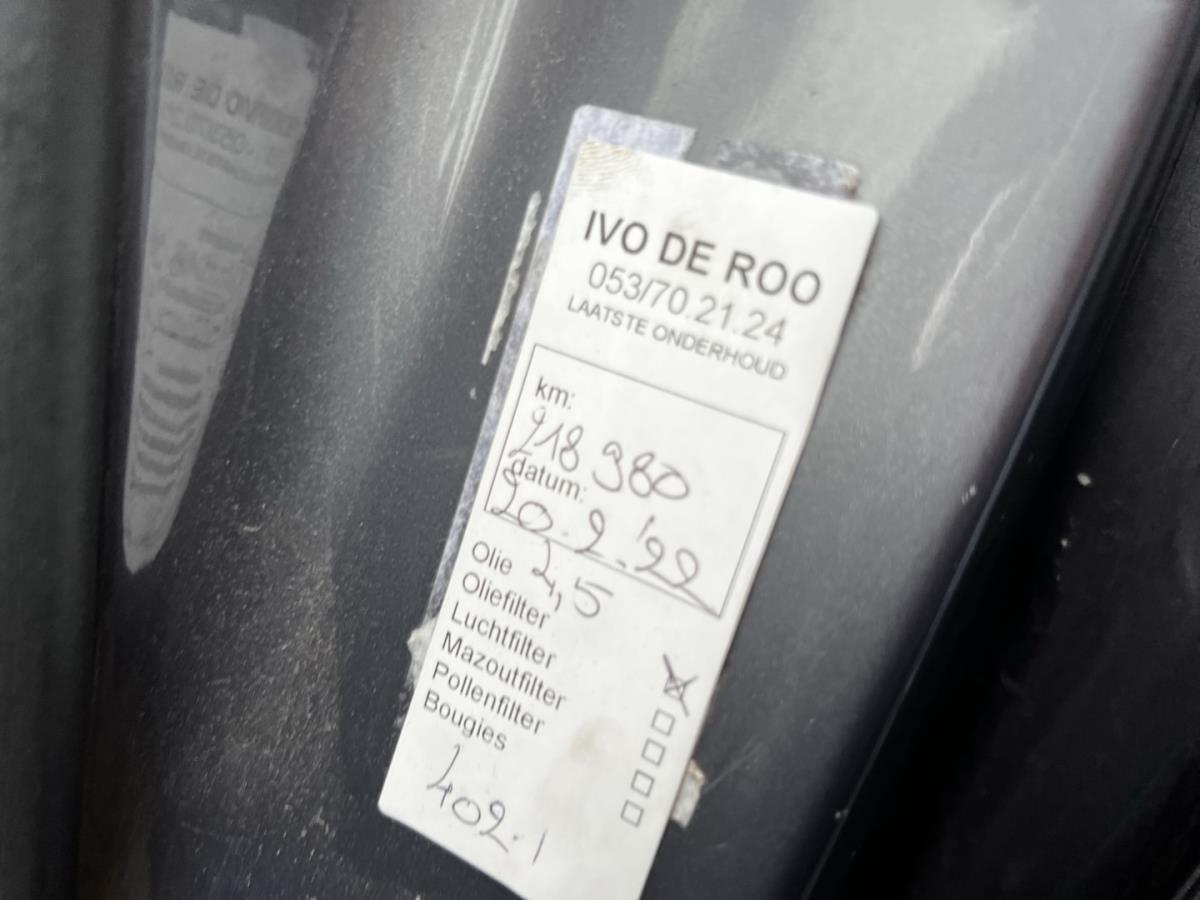 IVO DE ROO
053/70.21.24
LAATSTE ONDERHOUD
km:
218 980
datum:
20.2.'22
Olie 2,5
Oliefilter
Luchtfilter
Mazoutfilter
Pollenfilter
Bougies
1402.1